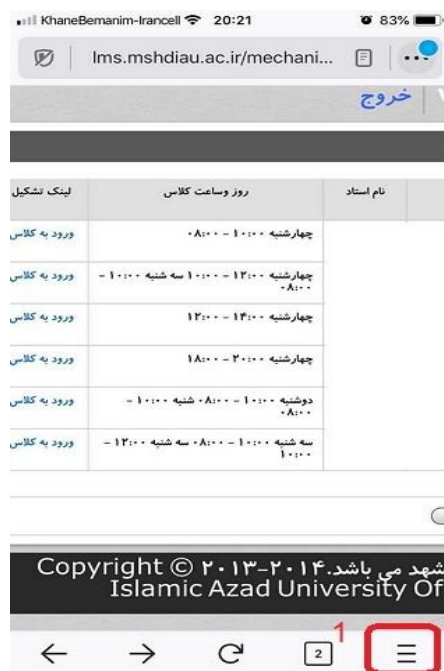 KhaneBemanim-Irancell 20:21 83%
lms.mshdiau.ac.ir/mechani...
خروج
نام استاد روز وساعت کلاس لینک تشکیل
چهارشنبه ۱۰:۰۰ - ۰۸:۰۰ ورود به کلاس
چهارشنبه ۱۲:۰۰ - ۱۰:۰۰ سه شنبه ۱۰:۰۰ - ورود به کلاس
۰۸:۰۰
چهارشنبه ۱۴:۰۰ - ۱۲:۰۰ ورود به کلاس
چهارشنبه ۲۰:۰۰ - ۱۸:۰۰ ورود به کلاس
دوشنبه ۱۰:۰۰ - ۰۸:۰۰ شنبه ۱۰:۰۰ - ورود به کلاس
۰۸:۰۰
سه شنبه ۱۰:۰۰ - ۰۸:۰۰ سه شنبه ۱۲:۰۰ - ورود به کلاس
۱۰:۰۰
شهد می باشد.۲۰۱۴-۲۰۱۳ © Copyright
Islamic Azad University Of
2
1